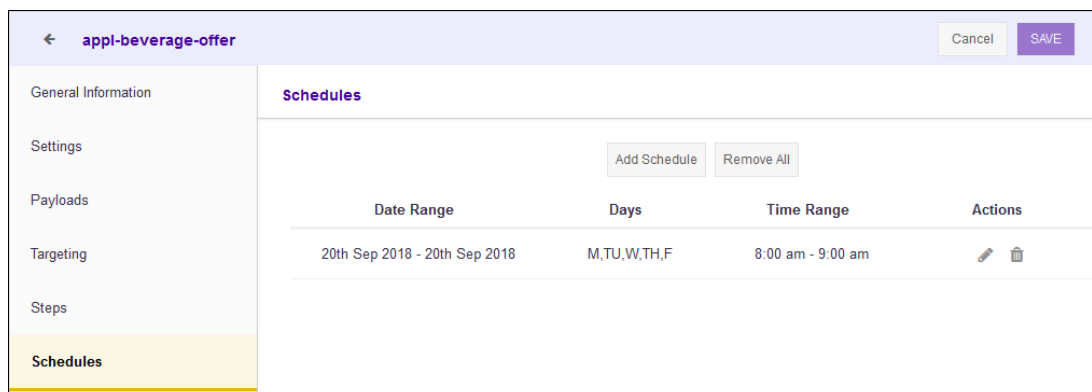 appl-beverage-offer
Cancel SAVE
General Information
Schedules
Settings
Add Schedule Remove All
Payloads
Date Range Days Time Range Actions
Targeting
20th Sep 2018 - 20th Sep 2018 M,TU,W,TH,F 8:00 am - 9:00 am
Steps
Schedules